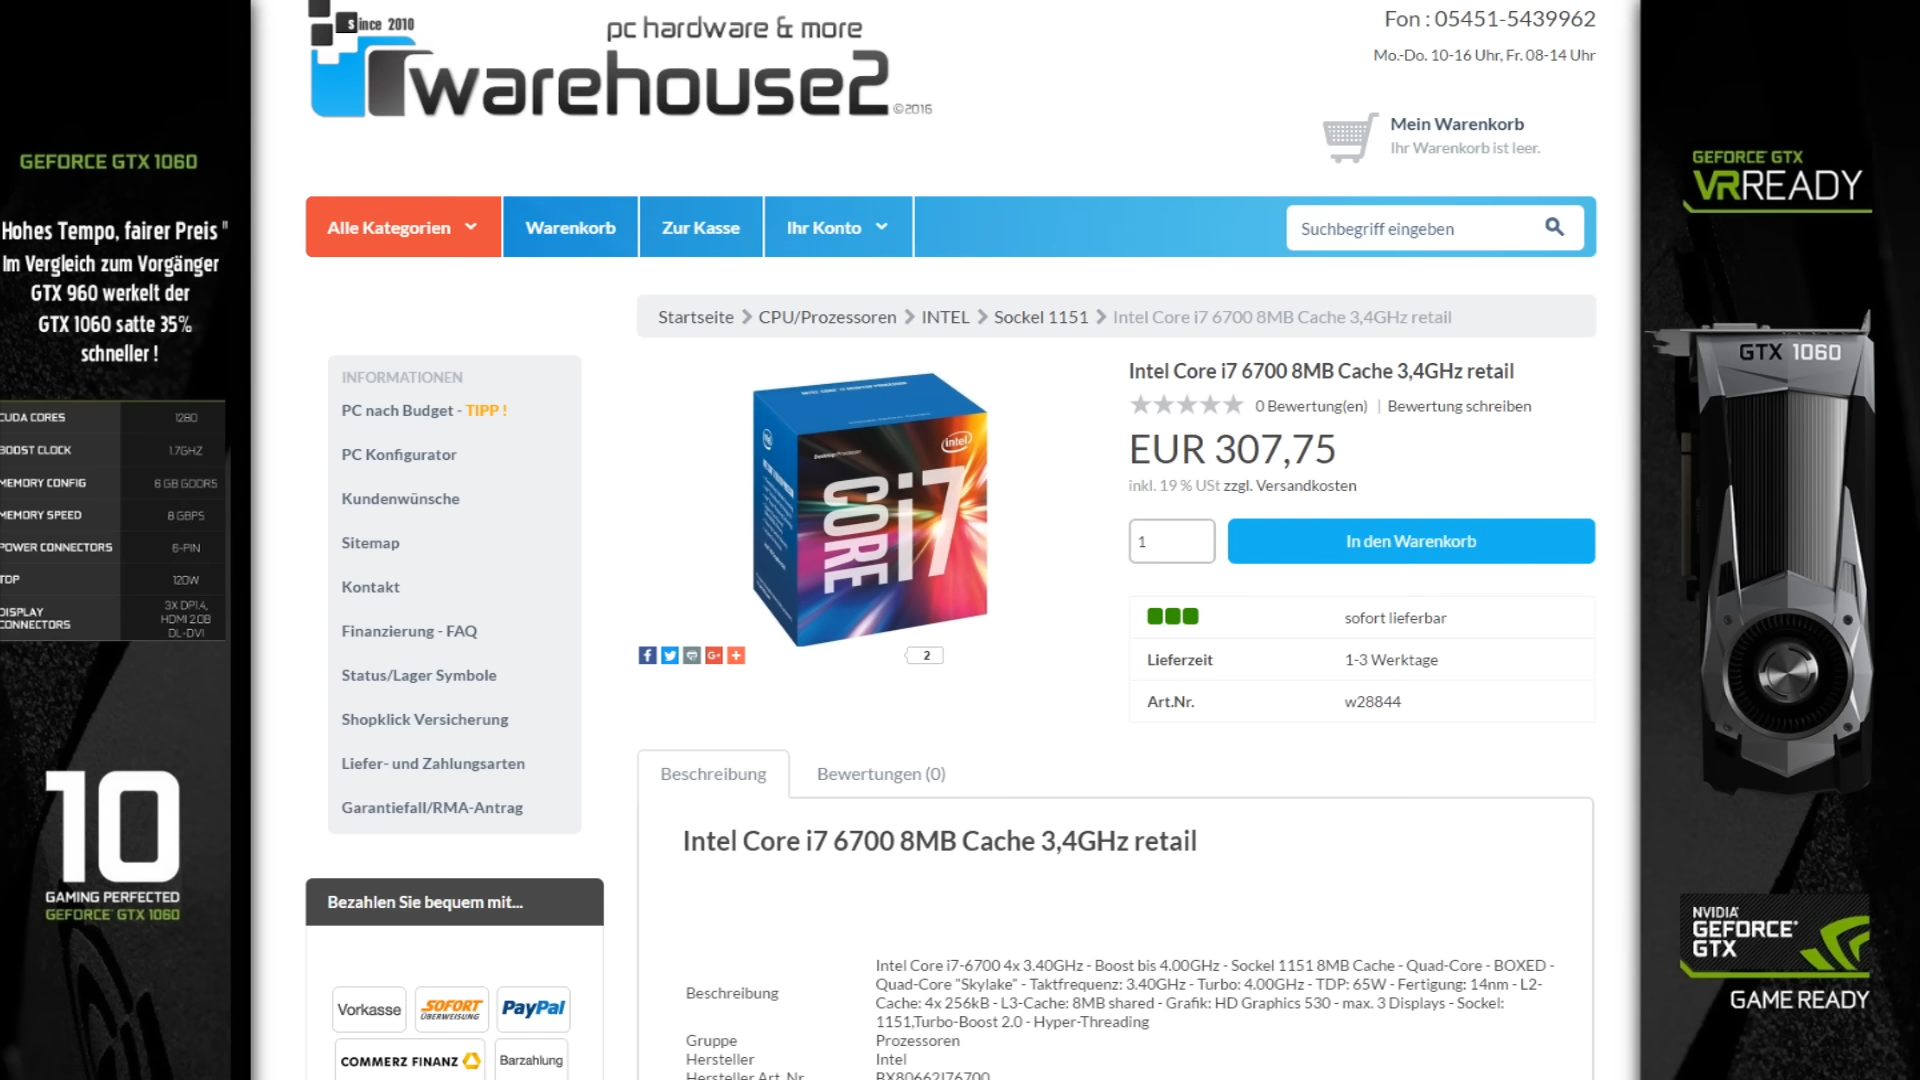 since 2010
pc hardware & more
warehouse2
©2016
Fon : 05451-5439962
Mo.-Do. 10-16 Uhr, Fr. 08-14 Uhr
Mein Warenkorb
Ihr Warenkorb ist leer.
Alle Kategorien
Warenkorb
Zur Kasse
Ihr Konto
Suchbegriff eingeben
Startseite
CPU/Prozessoren
INTEL
Sockel 1151
Intel Core i7 6700 8MB Cache 3,4GHz retail
GEFORCE GTX 1060
Hohes Tempo, fairer Preis "
Im Vergleich zum Vorgänger
GTX 960 werkelt der
GTX 1060 satte 35%
schneller !
CUDA CORES 1280
BOOST CLOCK 1.7GHZ
MEMORY CONFIG 6 GB GDDR5
MEMORY SPEED 8 GBPS
POWER CONNECTORS 6-PIN
TDP 120W
DISPLAY
CONNECTORS
3X DP1.4,
HDMI 2.0B
DL-DVI
10
GAMING PERFECTED
GEFORCE GTX 1060
INFORMATIONEN
PC nach Budget - TIPP !
PC Konfigurator
Kundenwünsche
Sitemap
Kontakt
Finanzierung - FAQ
Status/Lager Symbole
Shopklick Versicherung
Liefer- und Zahlungsarten
Garantiefall/RMA-Antrag
Bezahlen Sie bequem mit...
Vorkasse
SOFORT
ÜBERWEISUNG
PayPal
COMMERZ FINANZ
Barzahlung
intel
CORE i7
2
Intel Core i7 6700 8MB Cache 3,4GHz retail
0 Bewertung(en) | Bewertung schreiben
EUR 307,75
inkl. 19 % USt zzgl. Versandkosten
1
In den Warenkorb
sofort lieferbar
Lieferzeit 1-3 Werktage
Art.Nr. w28844
Beschreibung
Bewertungen (0)
Intel Core i7 6700 8MB Cache 3,4GHz retail
Beschreibung
Intel Core i7-6700 4x 3.40GHz - Boost bis 4.00GHz - Sockel 1151 8MB Cache - Quad-Core - BOXED -
Quad-Core "Skylake" - Taktfrequenz: 3.40GHz - Turbo: 4.00GHz - TDP: 65W - Fertigung: 14nm - L2-
Cache: 4x 256kB - L3-Cache: 8MB shared - Grafik: HD Graphics 530 - max. 3 Displays - Sockel:
1151,Turbo-Boost 2.0 - Hyper-Threading
Gruppe Prozessoren
Hersteller Intel
Hersteller Art. Nr. BX80662I76700
GEFORCE GTX
VRREADY
GTX 1060
NVIDIA
GEFORCE
GTX
GAME READY